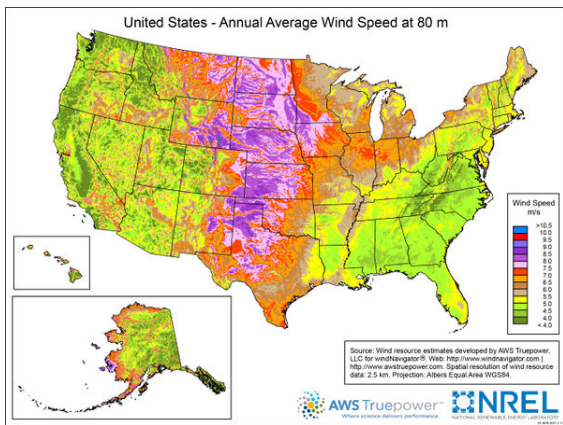 United States - Annual Average Wind Speed at 80 m
Wind Speed
m/s
>10.5
10.0
9.5
9.0
8.5
8.0
7.5
7.0
6.5
6.0
5.5
5.0
4.5
4.0
< 4.0
Source: Wind resource estimates developed by AWS Truepower,
LLC for windNavigator®. Web: http://www.windnavigator.com |
http://www.awstruepower.com. Spatial resolution of wind resource
data: 2.5 km. Projection: Albers Equal Area WGS84.
AWS Truepower™
Where science delivers performance.
NREL
NATIONAL RENEWABLE ENERGY LABORATORY